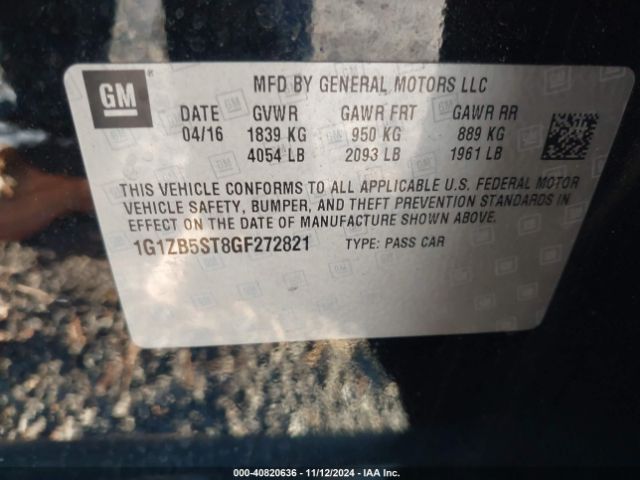 GM
®
MFD BY GENERAL MOTORS LLC
DATE GVWR GAWR FRT GAWR RR
04/16 1839 KG 950 KG 889 KG
4054 LB 2093 LB 1961 LB
THIS VEHICLE CONFORMS TO ALL APPLICABLE U.S. FEDERAL MOTOR
VEHICLE SAFETY, BUMPER, AND THEFT PREVENTION STANDARDS IN
EFFECT ON THE DATE OF MANUFACTURE SHOWN ABOVE.
1G1ZB5ST8GF272821 TYPE: PASS CAR
000-40820636 - 11/12/2024 - IAA Inc.